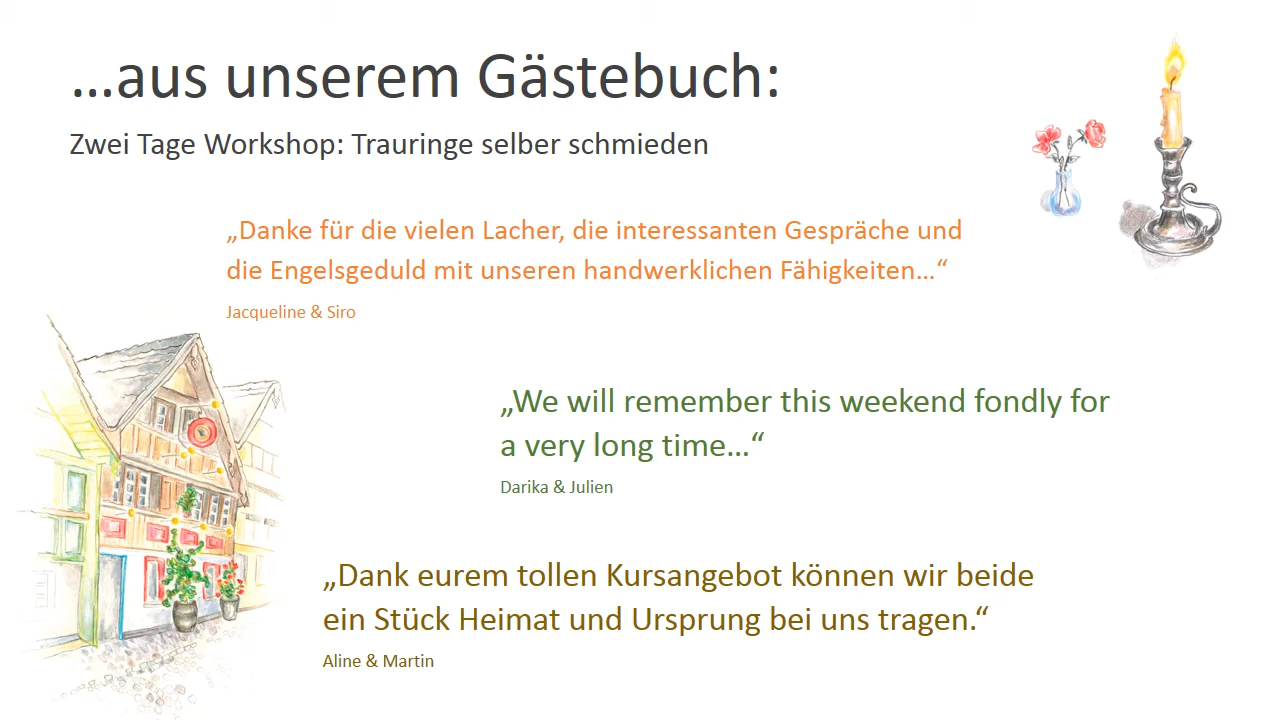 …aus unserem Gästebuch:
Zwei Tage Workshop: Trauringe selber schmieden
„Danke für die vielen Lacher, die interessanten Gespräche und
die Engelsgeduld mit unseren handwerklichen Fähigkeiten…“
Jacqueline & Siro
„We will remember this weekend fondly for
a very long time…“
Darika & Julien
„Dank eurem tollen Kursangebot können wir beide
ein Stück Heimat und Ursprung bei uns tragen.“
Aline & Martin